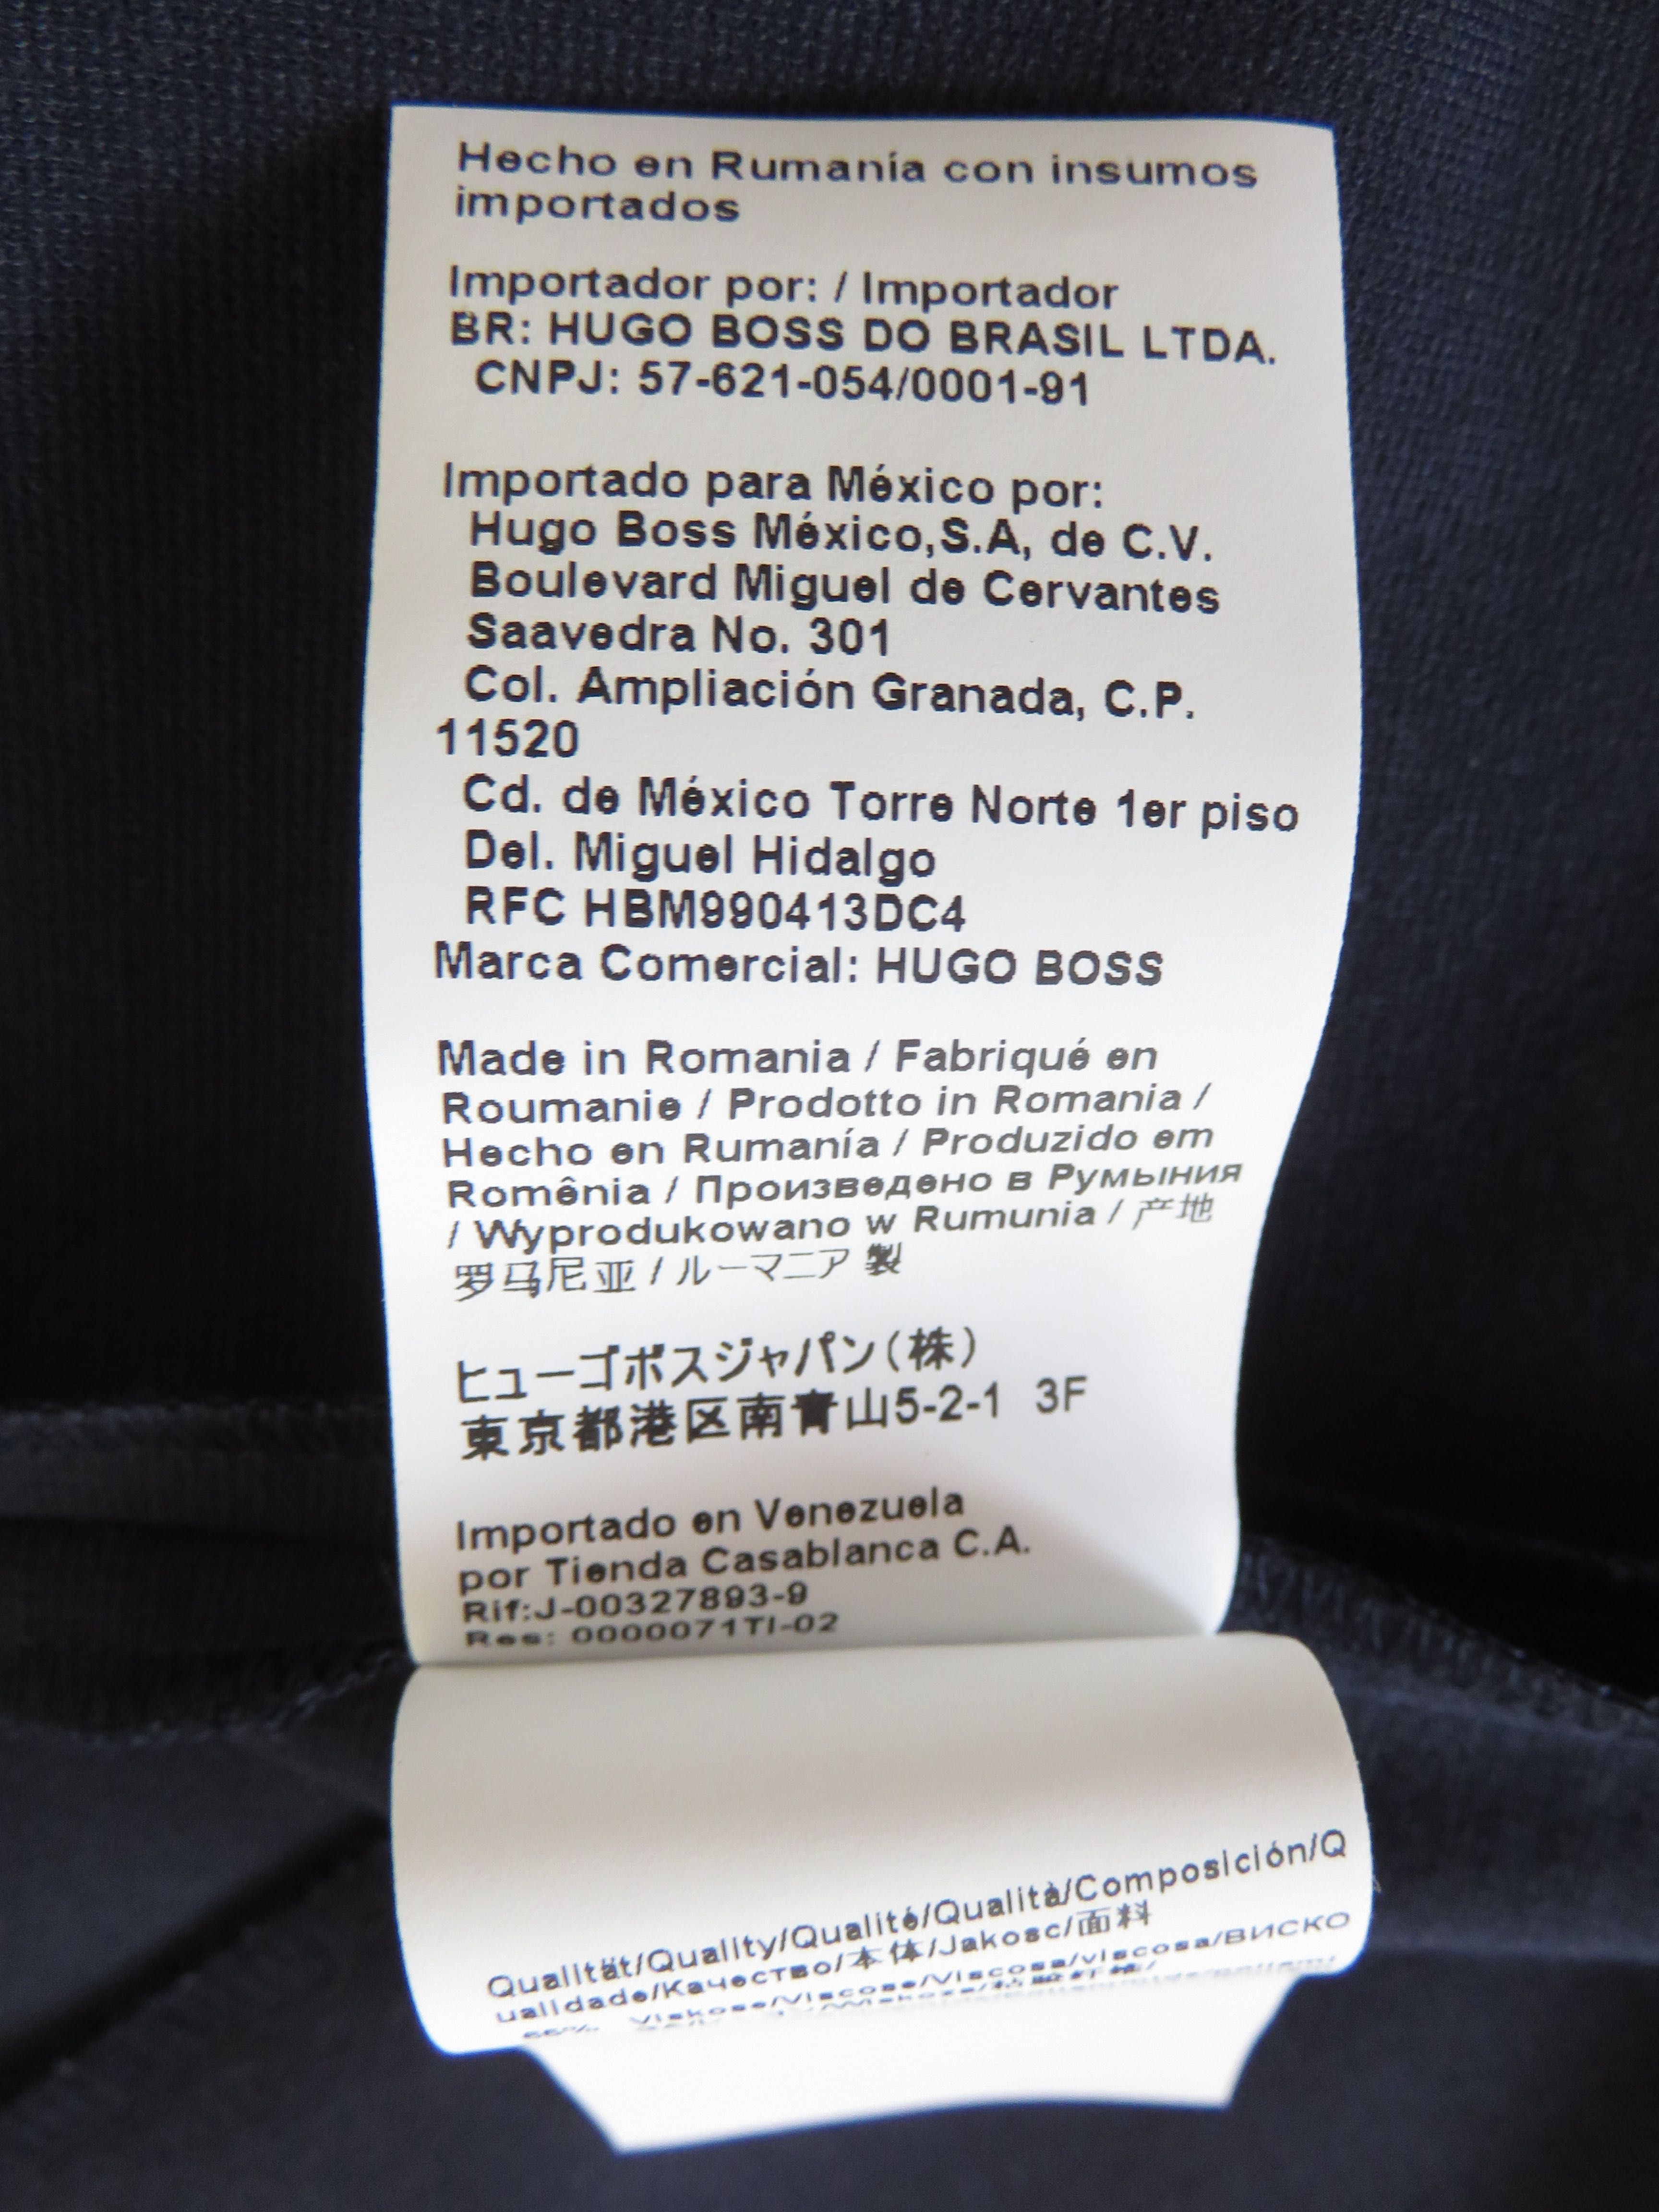 Hecho en Rumanía con insumos
importados
Importador por: / Importador
BR: HUGO BOSS DO BRASIL LTDA.
CNPJ: 57-621-054/0001-91
Importado para México por:
Hugo Boss México,S.A, de C.V.
Boulevard Miguel de Cervantes
Saavedra No. 301
Col. Ampliación Granada, C.P.
11520
Cd. de México Torre Norte 1er piso
Del. Miguel Hidalgo
RFC HBM990413DC4
Marca Comercial: HUGO BOSS
Made in Romania / Fabriqué en
Roumanie / Prodotto in Romania /
Hecho en Rumanía / Produzido em
Romênia / Произведено в Румыния
/ Wyprodukowano w Rumunia / 产地
罗马尼亚 / ルーマニア 製
ヒューゴボスジャパン(株)
東京都港区南青山5-2-1 3F
Importado en Venezuela
por Tienda Casablanca C.A.
Rif:J-00327893-9
Res: 0000071TI-02
Qualität/Quality/Qualité/Qualità/Composición/Q
ualidade/Качество/本体/Jakosc/面料
Viskose/Viscose/Viscosa/viscosa/ВИСКО